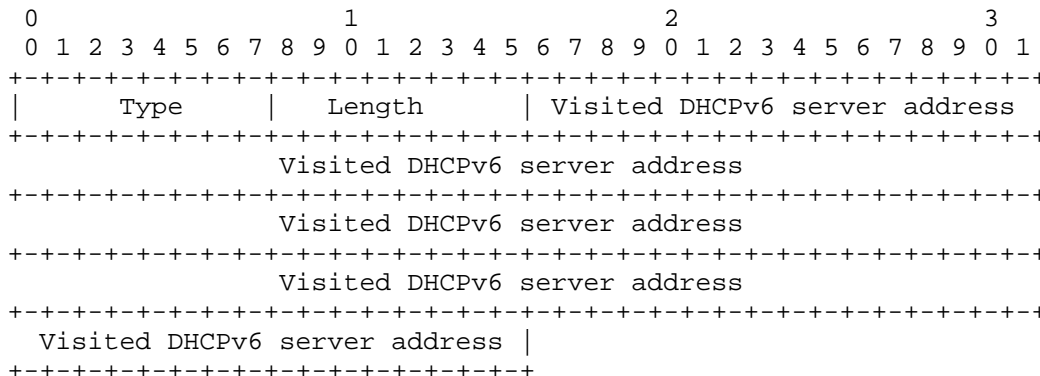 0                   1                   2                   3
 0 1 2 3 4 5 6 7 8 9 0 1 2 3 4 5 6 7 8 9 0 1 2 3 4 5 6 7 8 9 0 1
+-+-+-+-+-+-+-+-+-+-+-+-+-+-+-+-+-+-+-+-+-+-+-+-+-+-+-+-+-+-+-+-+
|      Type     |   Length      | Visited DHCPv6 server address
+-+-+-+-+-+-+-+-+-+-+-+-+-+-+-+-+-+-+-+-+-+-+-+-+-+-+-+-+-+-+-+-+
                 Visited DHCPv6 server address
+-+-+-+-+-+-+-+-+-+-+-+-+-+-+-+-+-+-+-+-+-+-+-+-+-+-+-+-+-+-+-+-+
                 Visited DHCPv6 server address
+-+-+-+-+-+-+-+-+-+-+-+-+-+-+-+-+-+-+-+-+-+-+-+-+-+-+-+-+-+-+-+-+
                 Visited DHCPv6 server address
+-+-+-+-+-+-+-+-+-+-+-+-+-+-+-+-+-+-+-+-+-+-+-+-+-+-+-+-+-+-+-+-+
  Visited DHCPv6 server address |
+-+-+-+-+-+-+-+-+-+-+-+-+-+-+-+-+